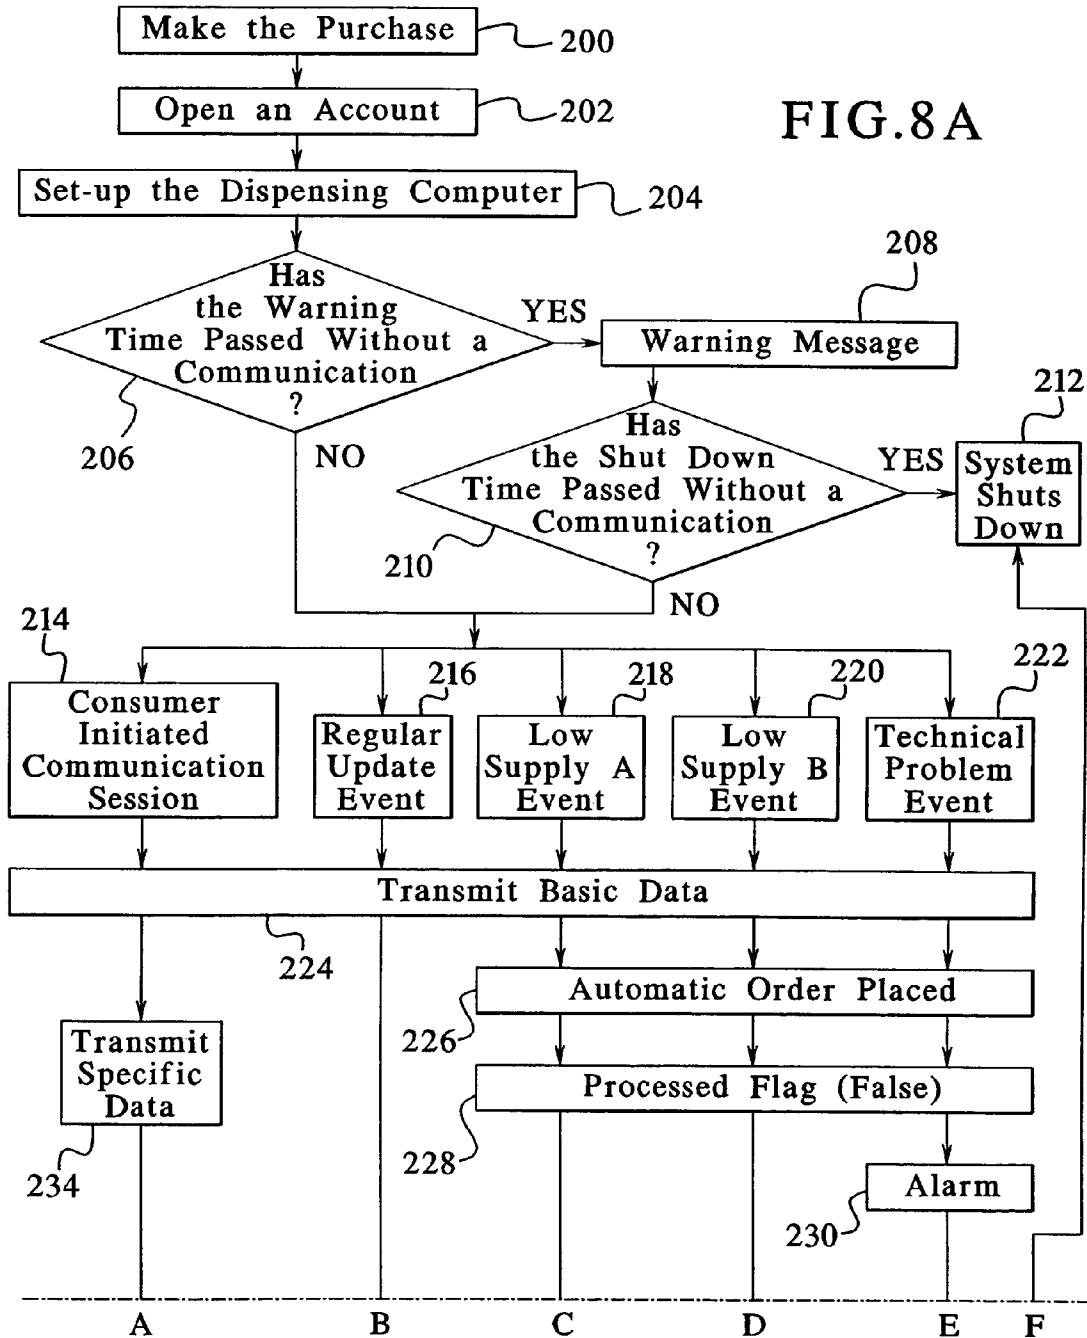 Make the Purchase
200
Open an Account
202
FIG.8A
Set-up the Dispensing Computer
204
208
Has
the Warning
Time Passed Without a
Communication
?
YES
Warning Message
206
NO
212
Has
the Shut Down
Time Passed Without a
Communication
?
YES
System
Shuts
Down
210
NO
214
216
218
220
222
Consumer
Initiated
Communication
Session
Regular
Update
Event
Low
Supply A
Event
Low
Supply B
Event
Technical
Problem
Event
Transmit Basic Data
224
Automatic Order Placed
226
Transmit
Specific
Data
Processed Flag (False)
228
234
Alarm
230
A B C D E F